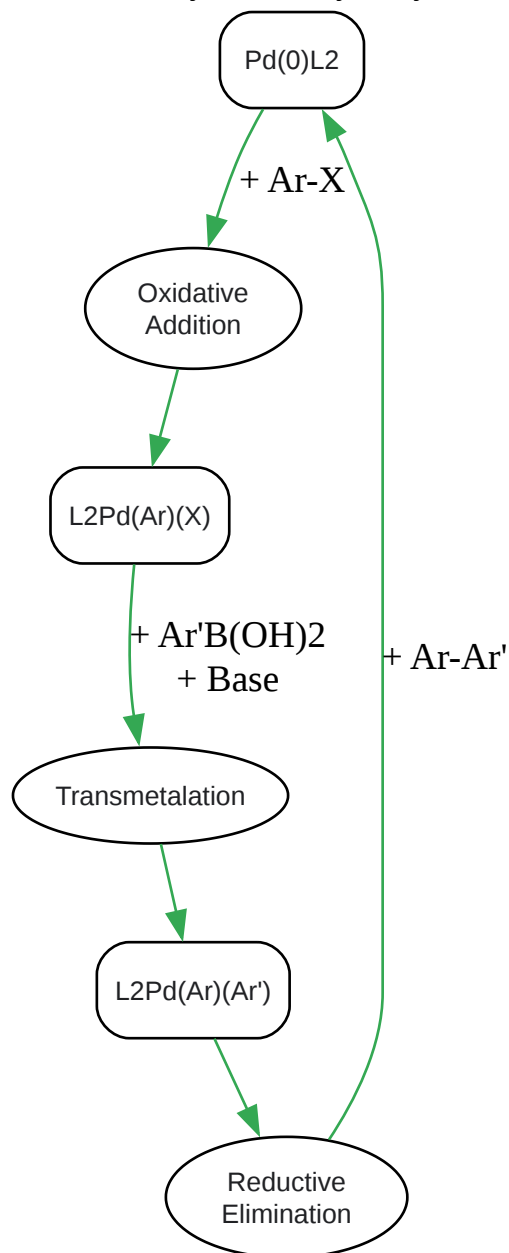 Pd(0)L2
+ Ar-X
Oxidative
Addition
L2Pd(Ar)(X)
+ Ar'B(OH)2
+ Base
+ Ar-Ar'
Transmetalation
L2Pd(Ar)(Ar')
Reductive
Elimination